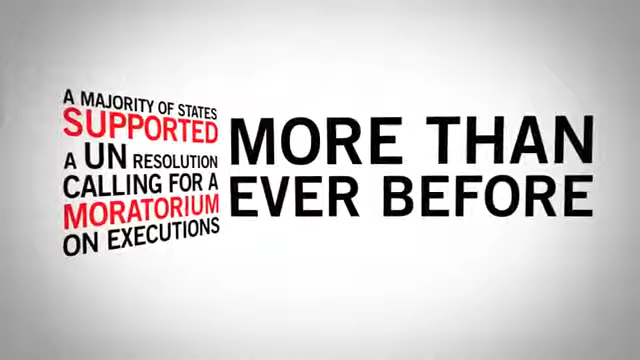 A MAJORITY OF STATES
SUPPORTED
A UN RESOLUTION
CALLING FOR A
MORATORIUM
ON EXECUTIONS
MORE THAN
EVER BEFORE